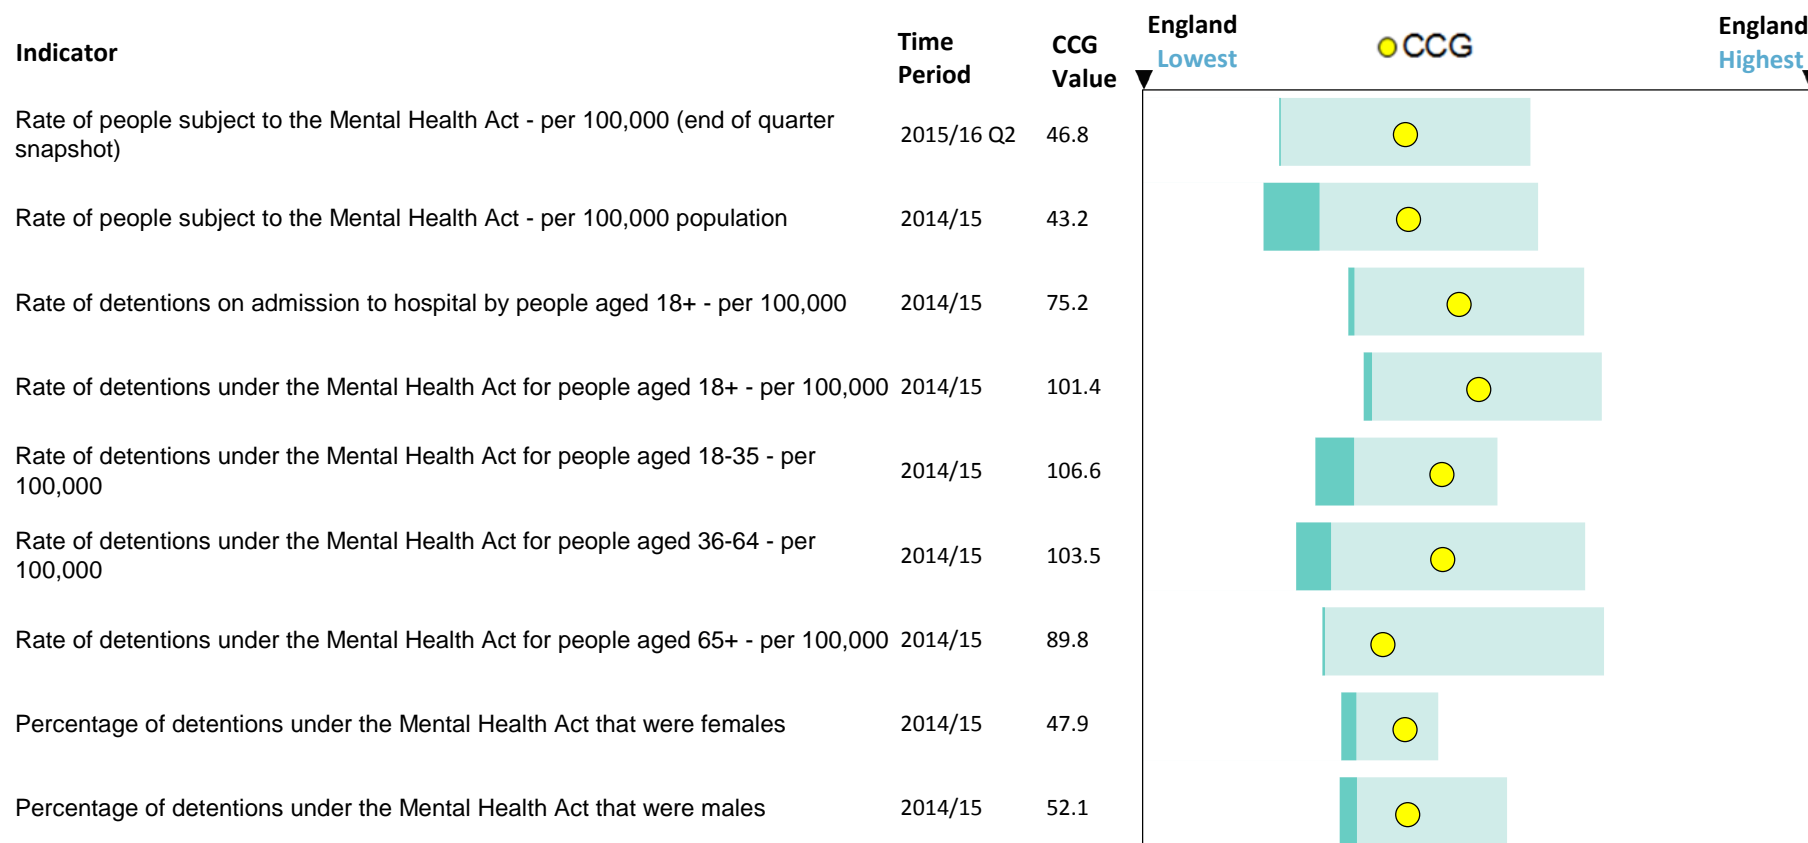 Indicator
Time Period
CCG Value
England Lowest
CCG
England Highest
Rate of people subject to the Mental Health Act - per 100,000 (end of quarter
snapshot)
2015/16 Q2
46.8
Rate of people subject to the Mental Health Act - per 100,000 population
2014/15
43.2
Rate of detentions on admission to hospital by people aged 18+ - per 100,000
2014/15
75.2
Rate of detentions under the Mental Health Act for people aged 18+ - per 100,000
2014/15
101.4
Rate of detentions under the Mental Health Act for people aged 18-35 - per
100,000
2014/15
106.6
Rate of detentions under the Mental Health Act for people aged 36-64 - per
100,000
2014/15
103.5
Rate of detentions under the Mental Health Act for people aged 65+ - per 100,000
2014/15
89.8
Percentage of detentions under the Mental Health Act that were females
2014/15
47.9
Percentage of detentions under the Mental Health Act that were males
2014/15
52.1